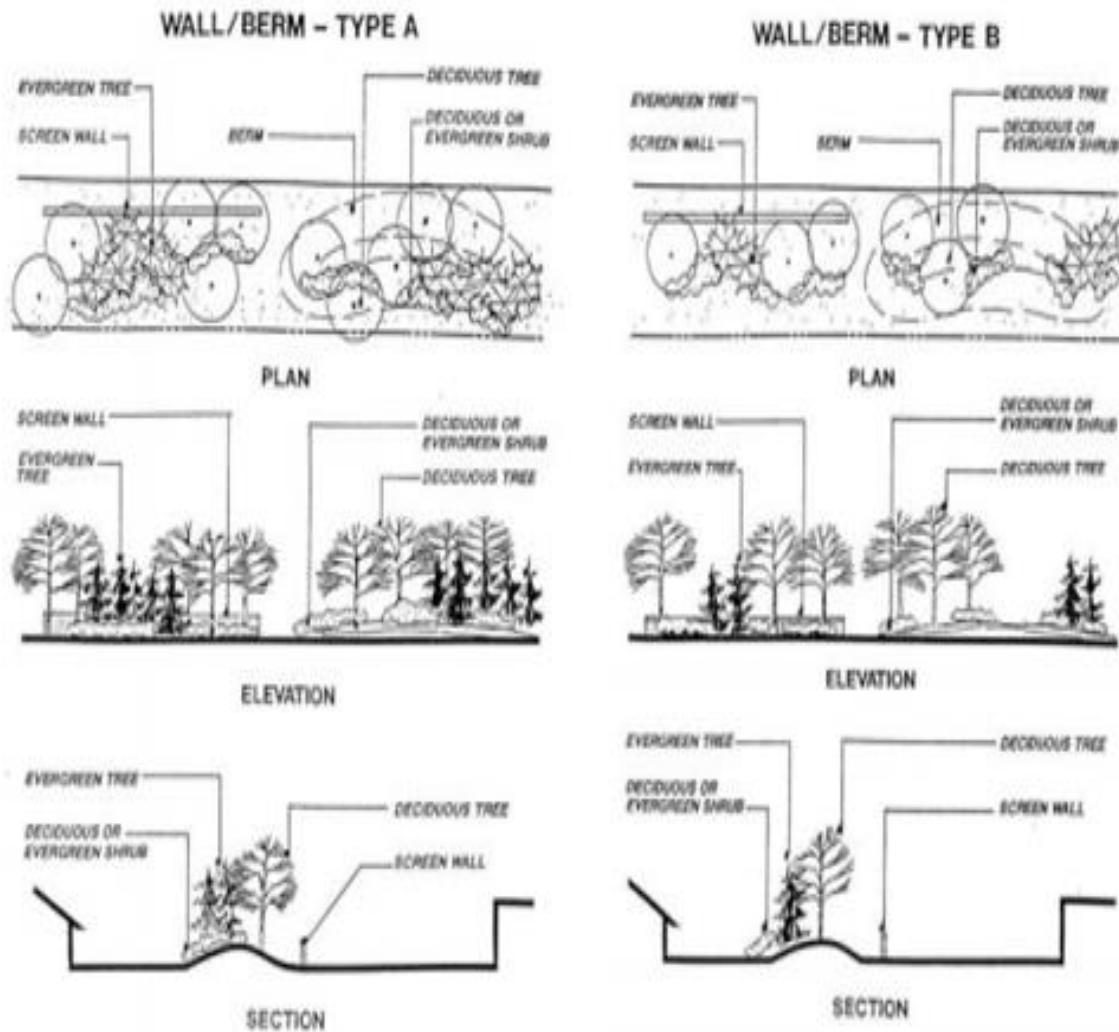 WALL/BERM - TYPE A
EVERGREEN TREE
SCREEN WALL
BERM
DECIDUOUS TREE
DECIDUOUS OR
EVERGREEN SHRUB
PLAN
SCREEN WALL
EVERGREEN
TREE
DECIDUOUS OR
EVERGREEN SHRUB
DECIDUOUS TREE
ELEVATION
EVERGREEN TREE
DECIDUOUS OR
EVERGREEN SHRUB
DECIDUOUS TREE
SCREEN WALL
SECTION
WALL/BERM - TYPE B
EVERGREEN TREE
SCREEN WALL
BERM
DECIDUOUS TREE
DECIDUOUS OR
EVERGREEN SHRUB
PLAN
SCREEN WALL
EVERGREEN TREE
DECIDUOUS OR
EVERGREEN SHRUB
DECIDUOUS TREE
ELEVATION
EVERGREEN TREE
DECIDUOUS OR
EVERGREEN SHRUB
DECIDUOUS TREE
SCREEN WALL
SECTION